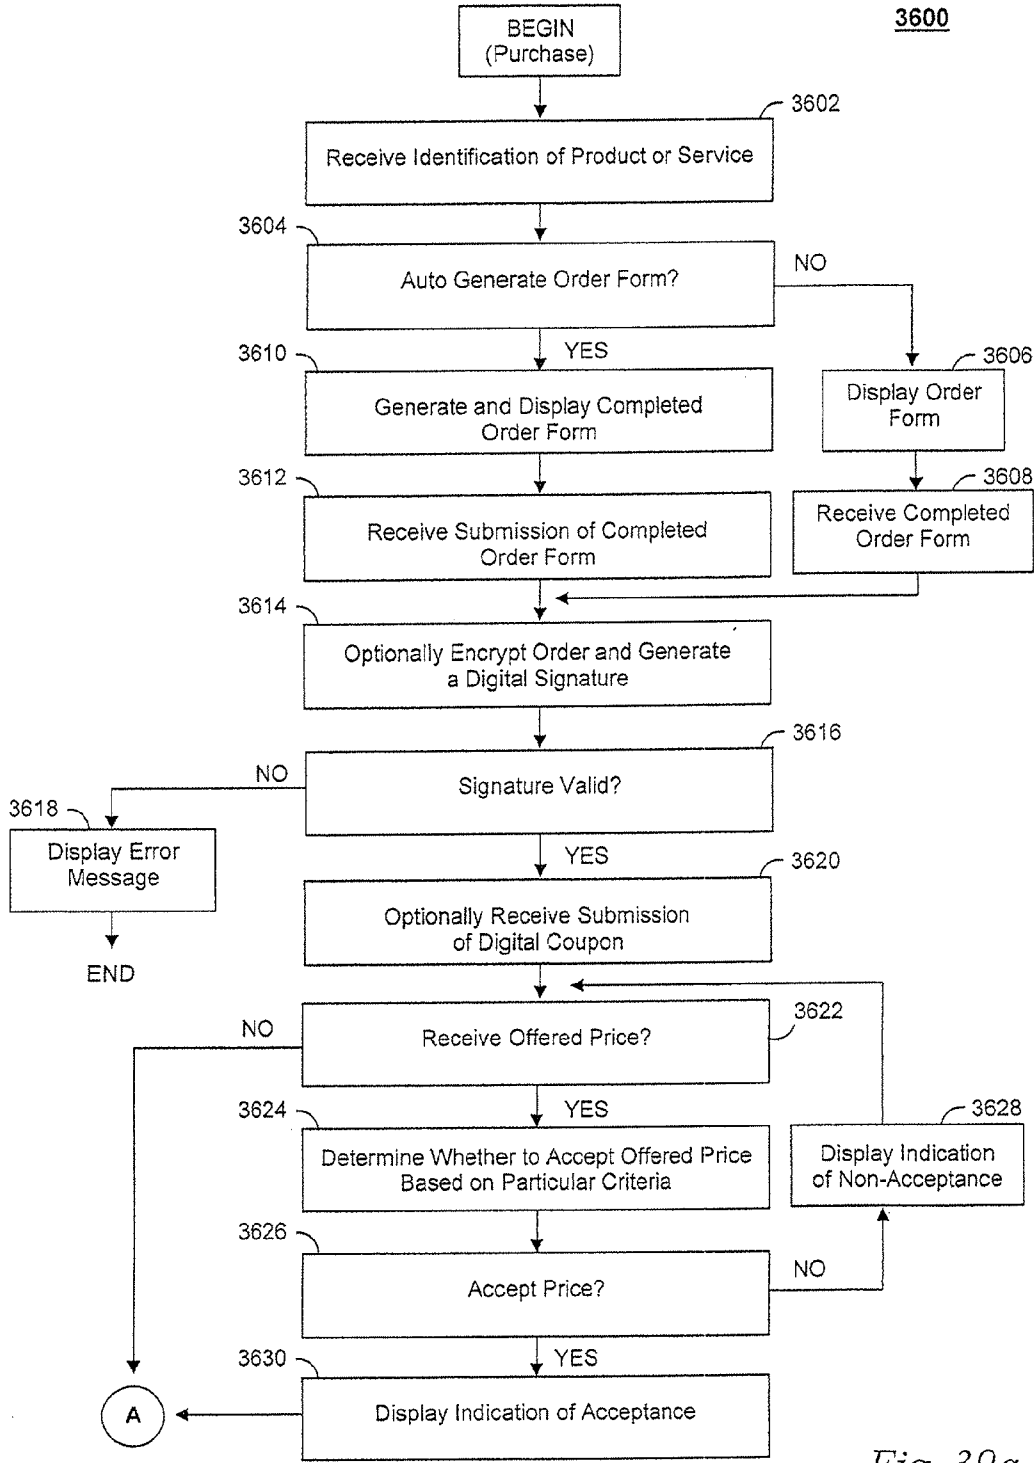 3600
BEGIN
(Purchase)
3602
Receive Identification of Product or Service
3604
Auto Generate Order Form?
NO
YES
3610
Generate and Display Completed
Order Form
3606
Display Order
Form
3612
Receive Submission of Completed
Order Form
3608
Receive Completed
Order Form
3614
Optionally Encrypt Order and Generate
a Digital Signature
3616
Signature Valid?
NO
3618
Display Error
Message
END
YES
3620
Optionally Receive Submission
of Digital Coupon
3622
Receive Offered Price?
NO
YES
3624
Determine Whether to Accept Offered Price
Based on Particular Criteria
3628
Display Indication
of Non-Acceptance
3626
Accept Price?
NO
YES
3630
Display Indication of Acceptance
A
Fig. 39a